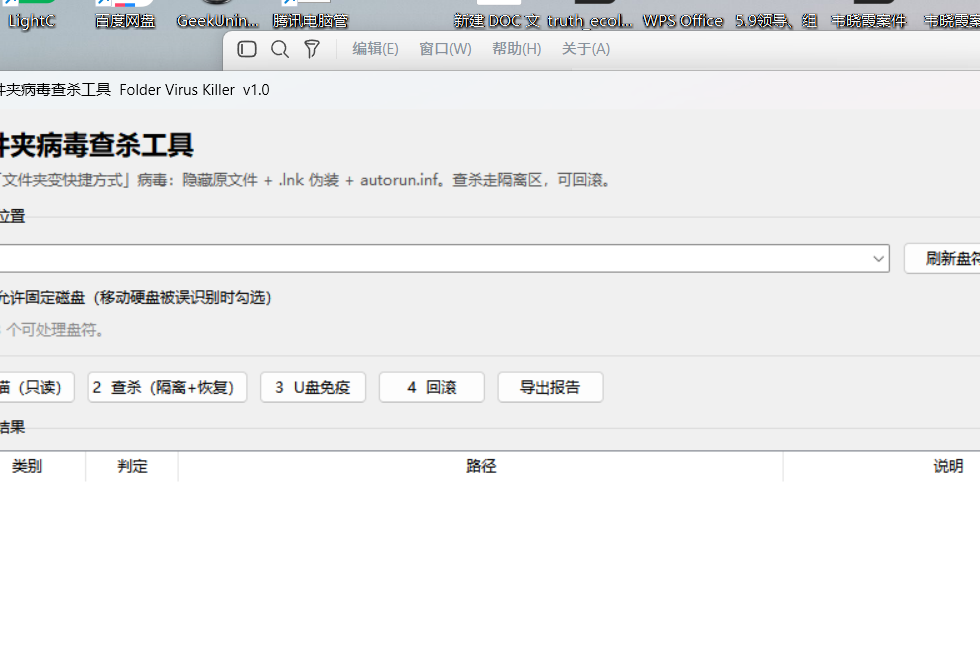 LightC 百度网盘 GeekUnin... 腾讯电脑管 新建 DOC 文 truth_ecol... WPS Office 5.9领导、 组 韦晓霞案件 韦晓霞案
编辑(E) 窗口(W) 帮助(H) 关于(A)
件夹病毒查杀工具 Folder Virus Killer v1.0
件夹病毒查杀工具
「文件夹变快捷方式」病毒：隐藏原文件 + .lnk 伪装 + autorun.inf。查杀走隔离区，可回滚。
位置
刷新盘符
允许固定磁盘（移动硬盘被误识别时勾选）
个可处理盘符。
描（只读） 2 查杀（隔离+恢复） 3 U盘免疫 4 回滚 导出报告
结果
类别 判定 路径 说明